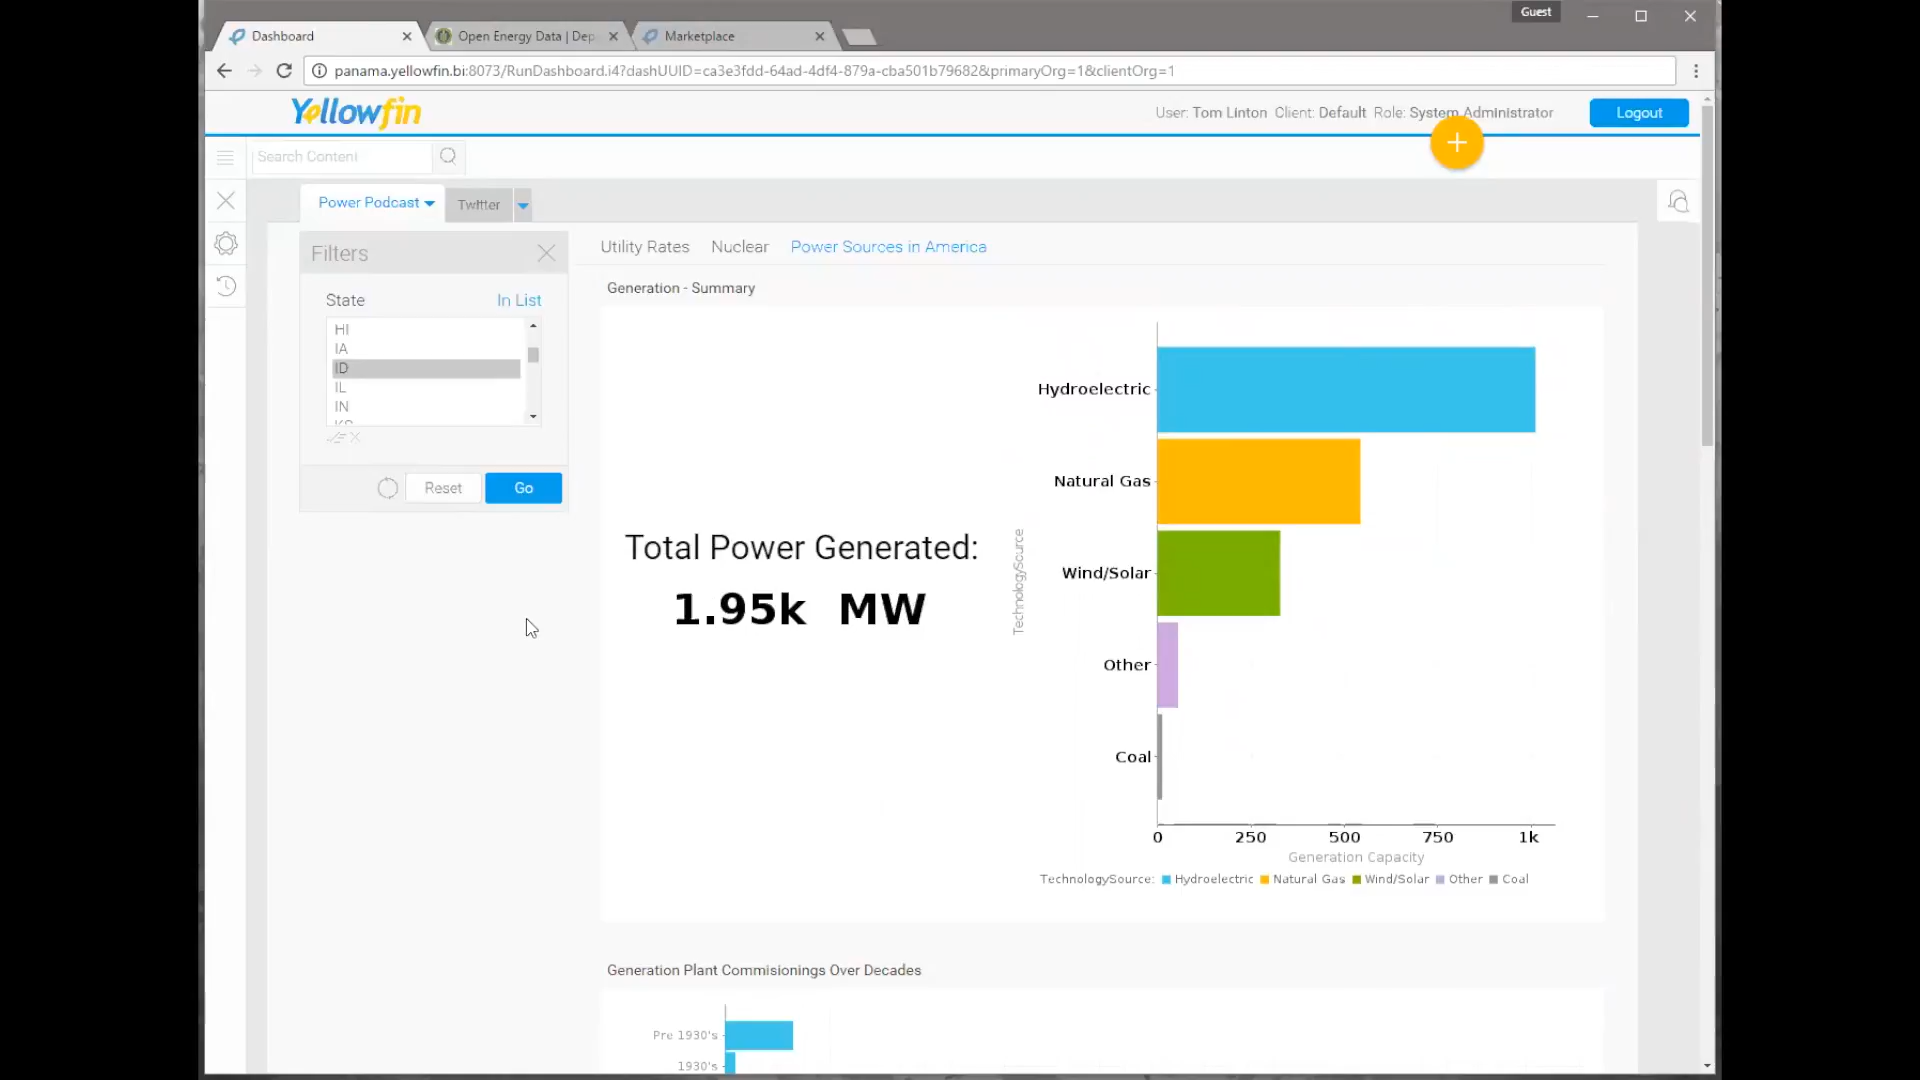 Guest
Dashboard
Open Energy Data | Dep
Marketplace
panama.yellowfin.bi:8073/RunDashboard.i4?dashUUID=ca3e3fdd-64ad-4df4-879a-cba501b79682&primaryOrg=1&clientOrg=1
Yellowfin
User: Tom Linton Client: Default Role: System Administrator
Logout
Search Content
Power Podcast
Twitter
Filters
Utility Rates
Nuclear
Power Sources in America
Generation - Summary
State
In List
HI
IA
ID
IL
IN
KS
Reset
Go
Total Power Generated:
1.95k MW
TechnologySource
Hydroelectric
Natural Gas
Wind/Solar
Other
Coal
0 250 500 750 1k
Generation Capacity
TechnologySource: Hydroelectric Natural Gas Wind/Solar Other Coal
Generation Plant Commisionings Over Decades
Pre 1930's
1930's